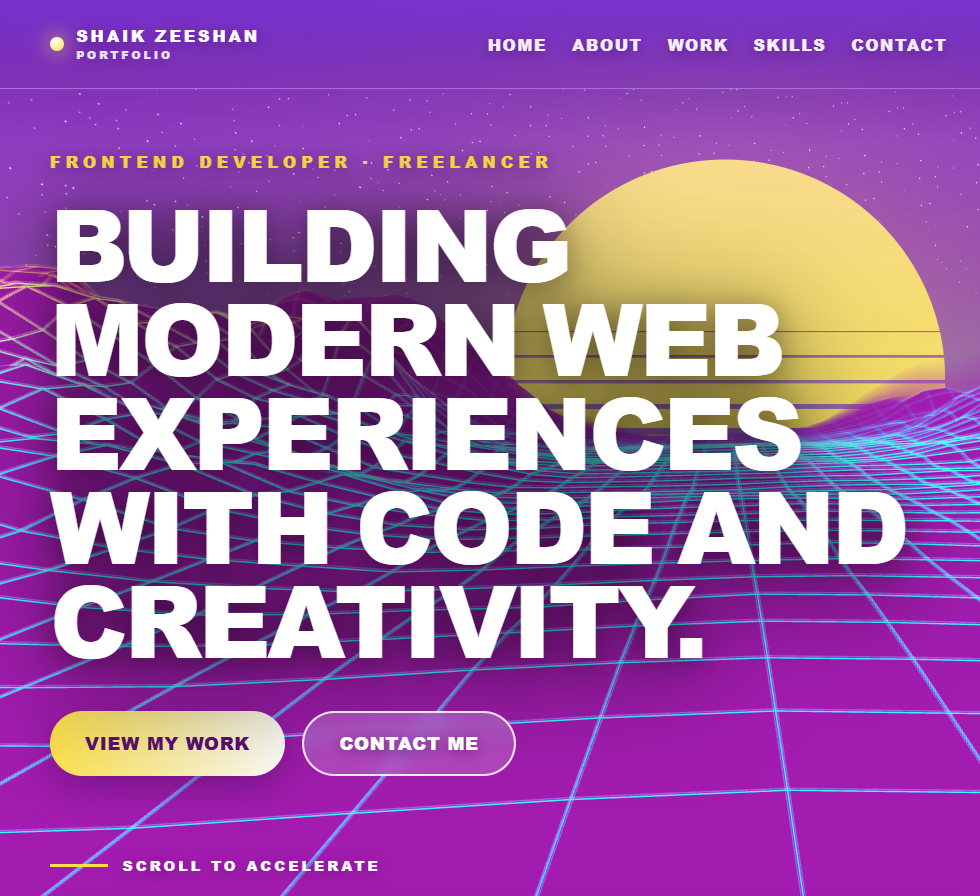 SHAIK ZEESHAN
PORTFOLIO
HOME ABOUT WORK SKILLS CONTACT
FRONTEND DEVELOPER · FREELANCER
BUILDING
MODERN WEB
EXPERIENCES
WITH CODE AND
CREATIVITY.
VIEW MY WORK CONTACT ME
SCROLL TO ACCELERATE